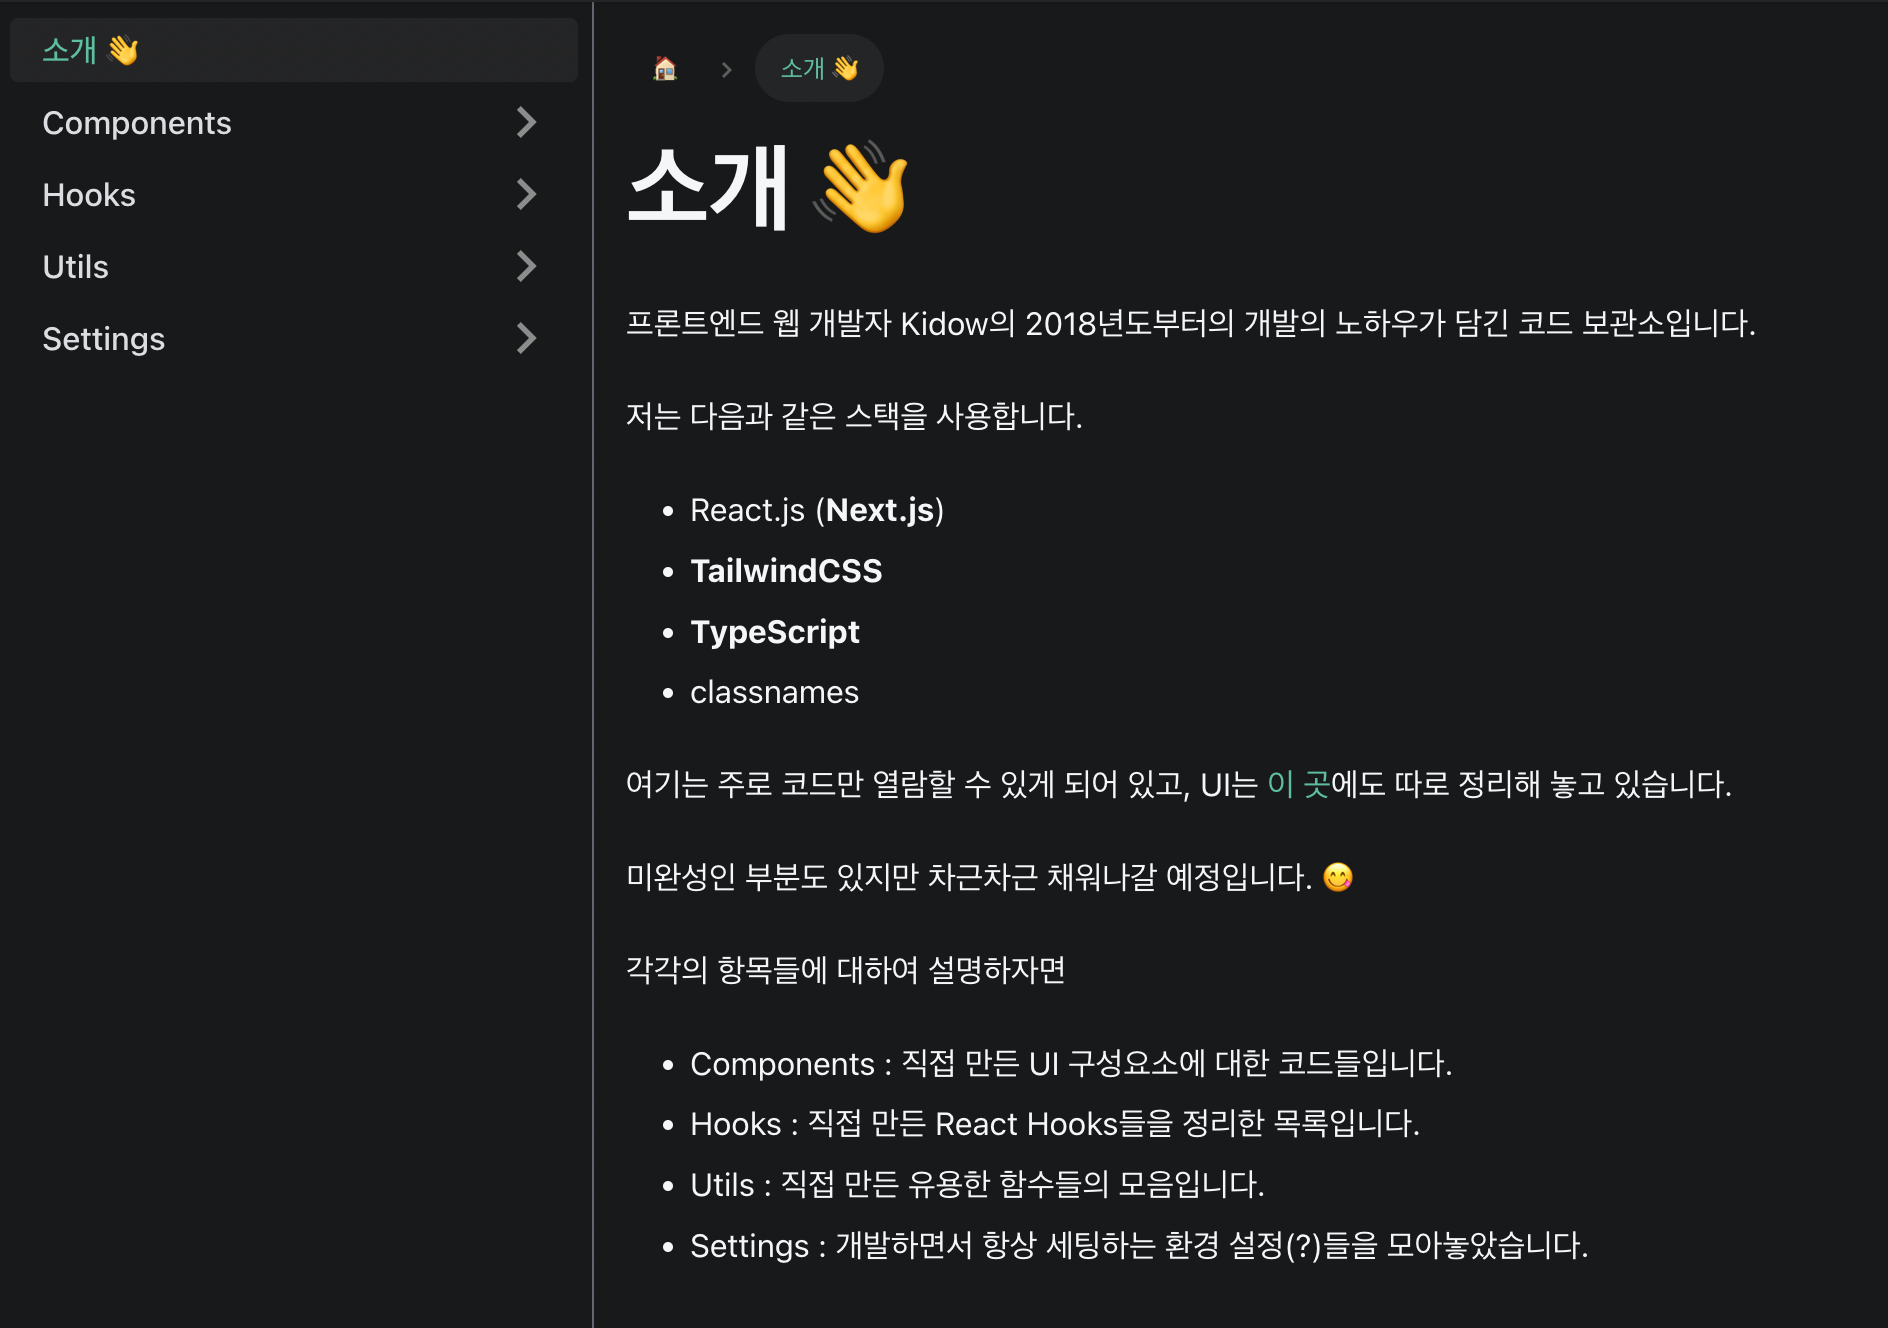 소개 👋
Components
Hooks
Utils
Settings
🏠 › 소개 👋
소개 👋
프론트엔드 웹 개발자 Kidow의 2018년도부터의 개발의 노하우가 담긴 코드 보관소입니다.
저는 다음과 같은 스택을 사용합니다.
• React.js (Next.js)
• TailwindCSS
• TypeScript
• classnames
여기는 주로 코드만 열람할 수 있게 되어 있고, UI는 이 곳에도 따로 정리해 놓고 있습니다.
미완성인 부분도 있지만 차근차근 채워나갈 예정입니다. 😋
각각의 항목들에 대하여 설명하자면
• Components : 직접 만든 UI 구성요소에 대한 코드들입니다.
• Hooks : 직접 만든 React Hooks들을 정리한 목록입니다.
• Utils : 직접 만든 유용한 함수들의 모음입니다.
• Settings : 개발하면서 항상 세팅하는 환경 설정(?)들을 모아놓았습니다.